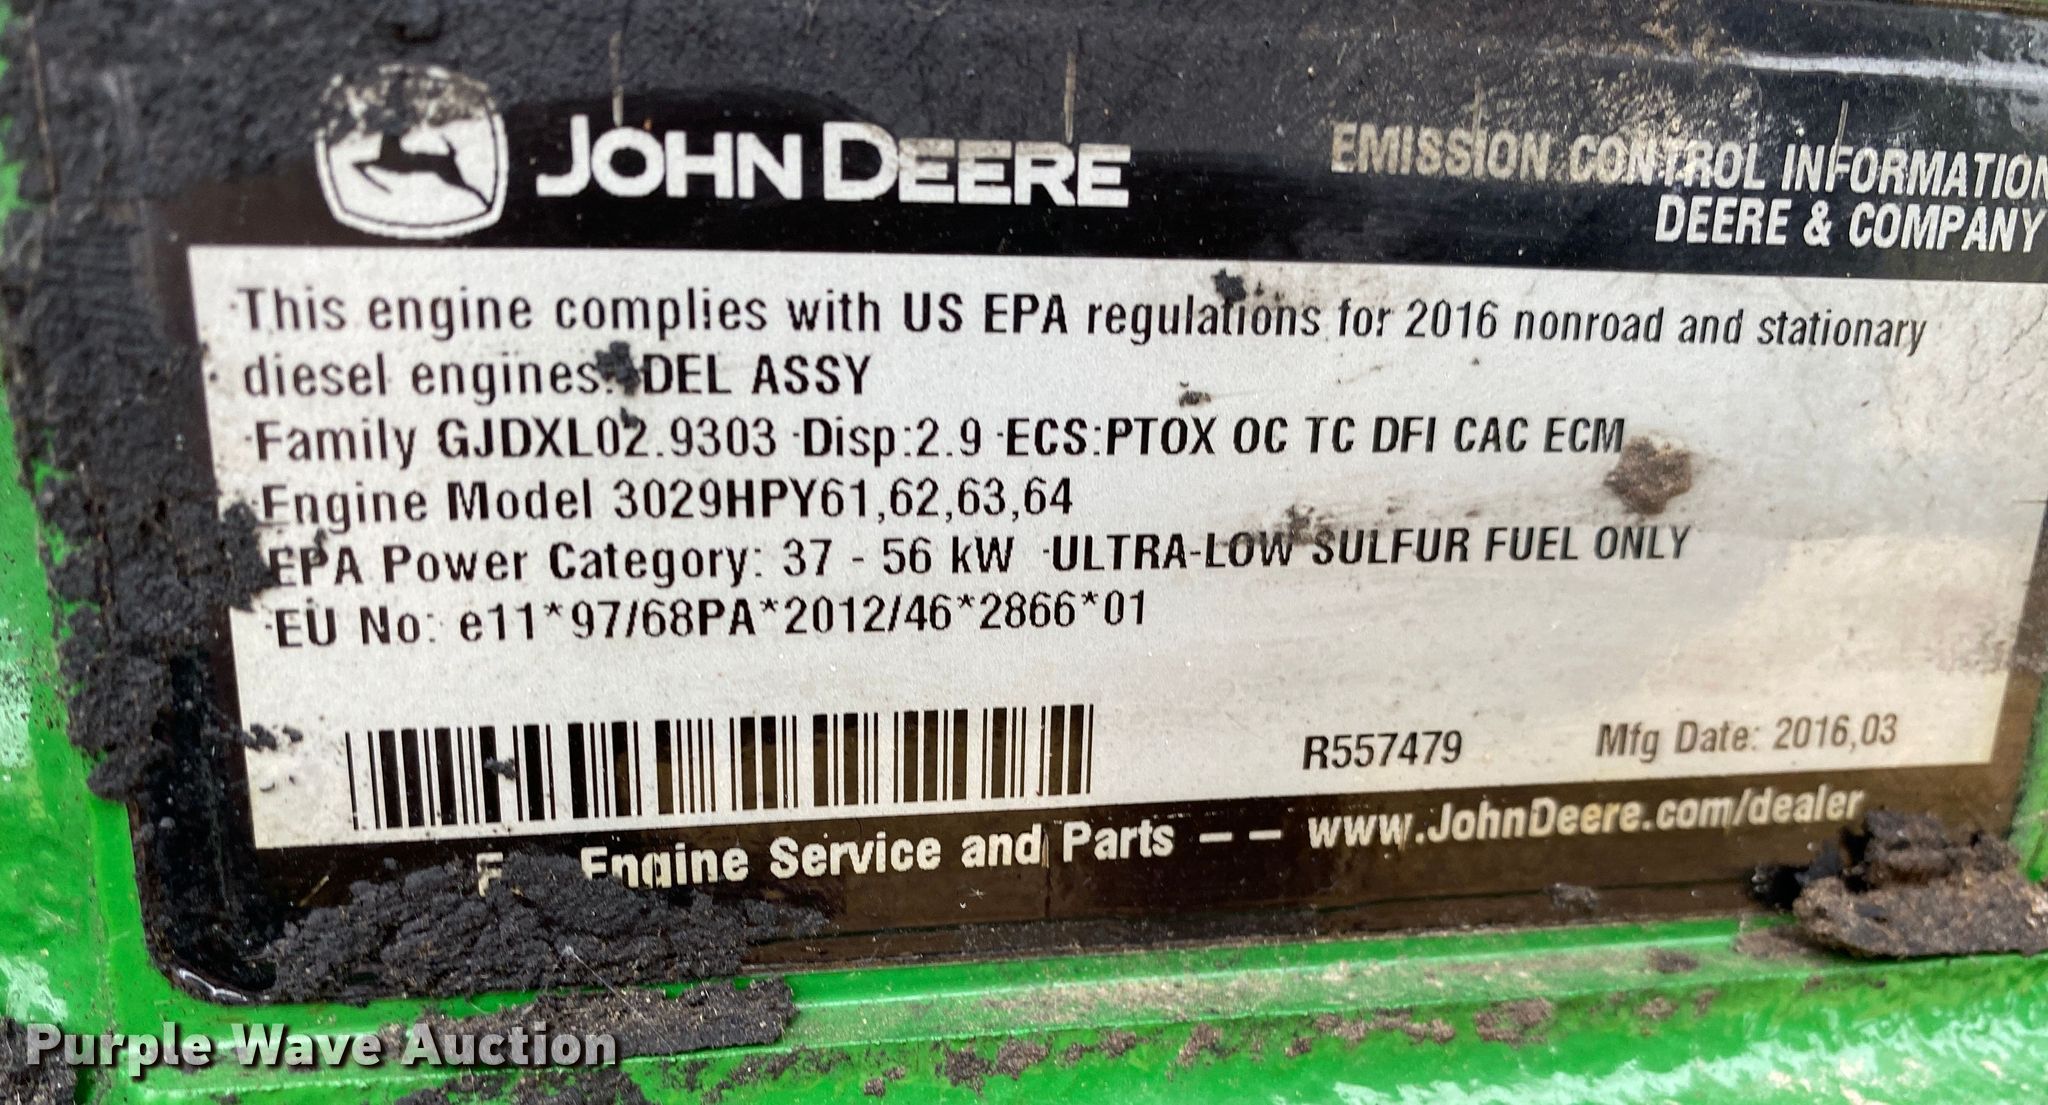 JOHN DEERE
EMISSION CONTROL INFORMATION
DEERE & COMPANY
This engine complies with US EPA regulations for 2016 nonroad and stationary
diesel engines. DEL ASSY
·Family GJDXL02.9303 ·Disp:2.9 ·ECS:PTOX OC TC DFI CAC ECM
·Engine Model 3029HPY61,62,63,64
·EPA Power Category: 37 - 56 kW ·ULTRA-LOW SULFUR FUEL ONLY
·EU No: e11*97/68PA*2012/46*2866*01
R557479 Mfg Date: 2016,03
Engine Service and Parts -- www.JohnDeere.com/dealer
Purple Wave Auction